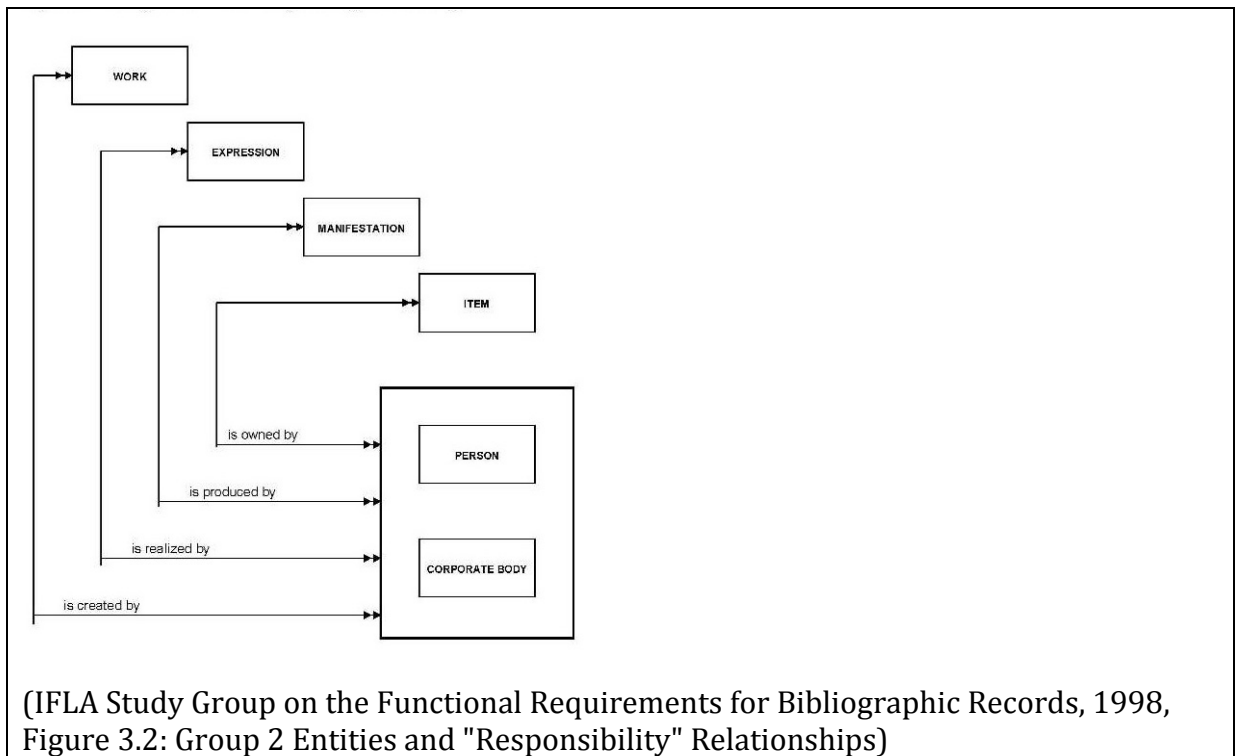 WORK
EXPRESSION
MANIFESTATION
ITEM
is owned by
PERSON
is produced by
is realized by
CORPORATE BODY
is created by
(IFLA Study Group on the Functional Requirements for Bibliographic Records, 1998,
Figure 3.2: Group 2 Entities and "Responsibility" Relationships)